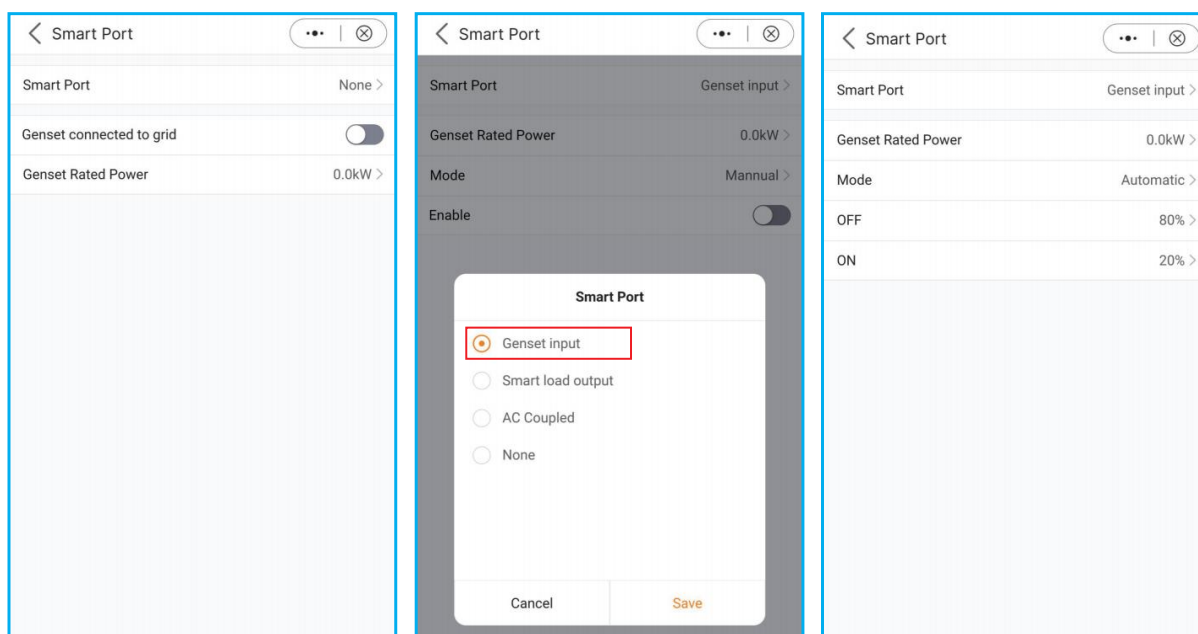 Smart Port
Smart Port None
Genset connected to grid
Genset Rated Power 0.0kW
Smart Port
Smart Port Genset input
Genset Rated Power 0.0kW
Mode Mannual
Enable
Smart Port
Genset input
Smart load output
AC Coupled
None
Cancel Save
Smart Port
Smart Port Genset input
Genset Rated Power 0.0kW
Mode Automatic
OFF 80%
ON 20%